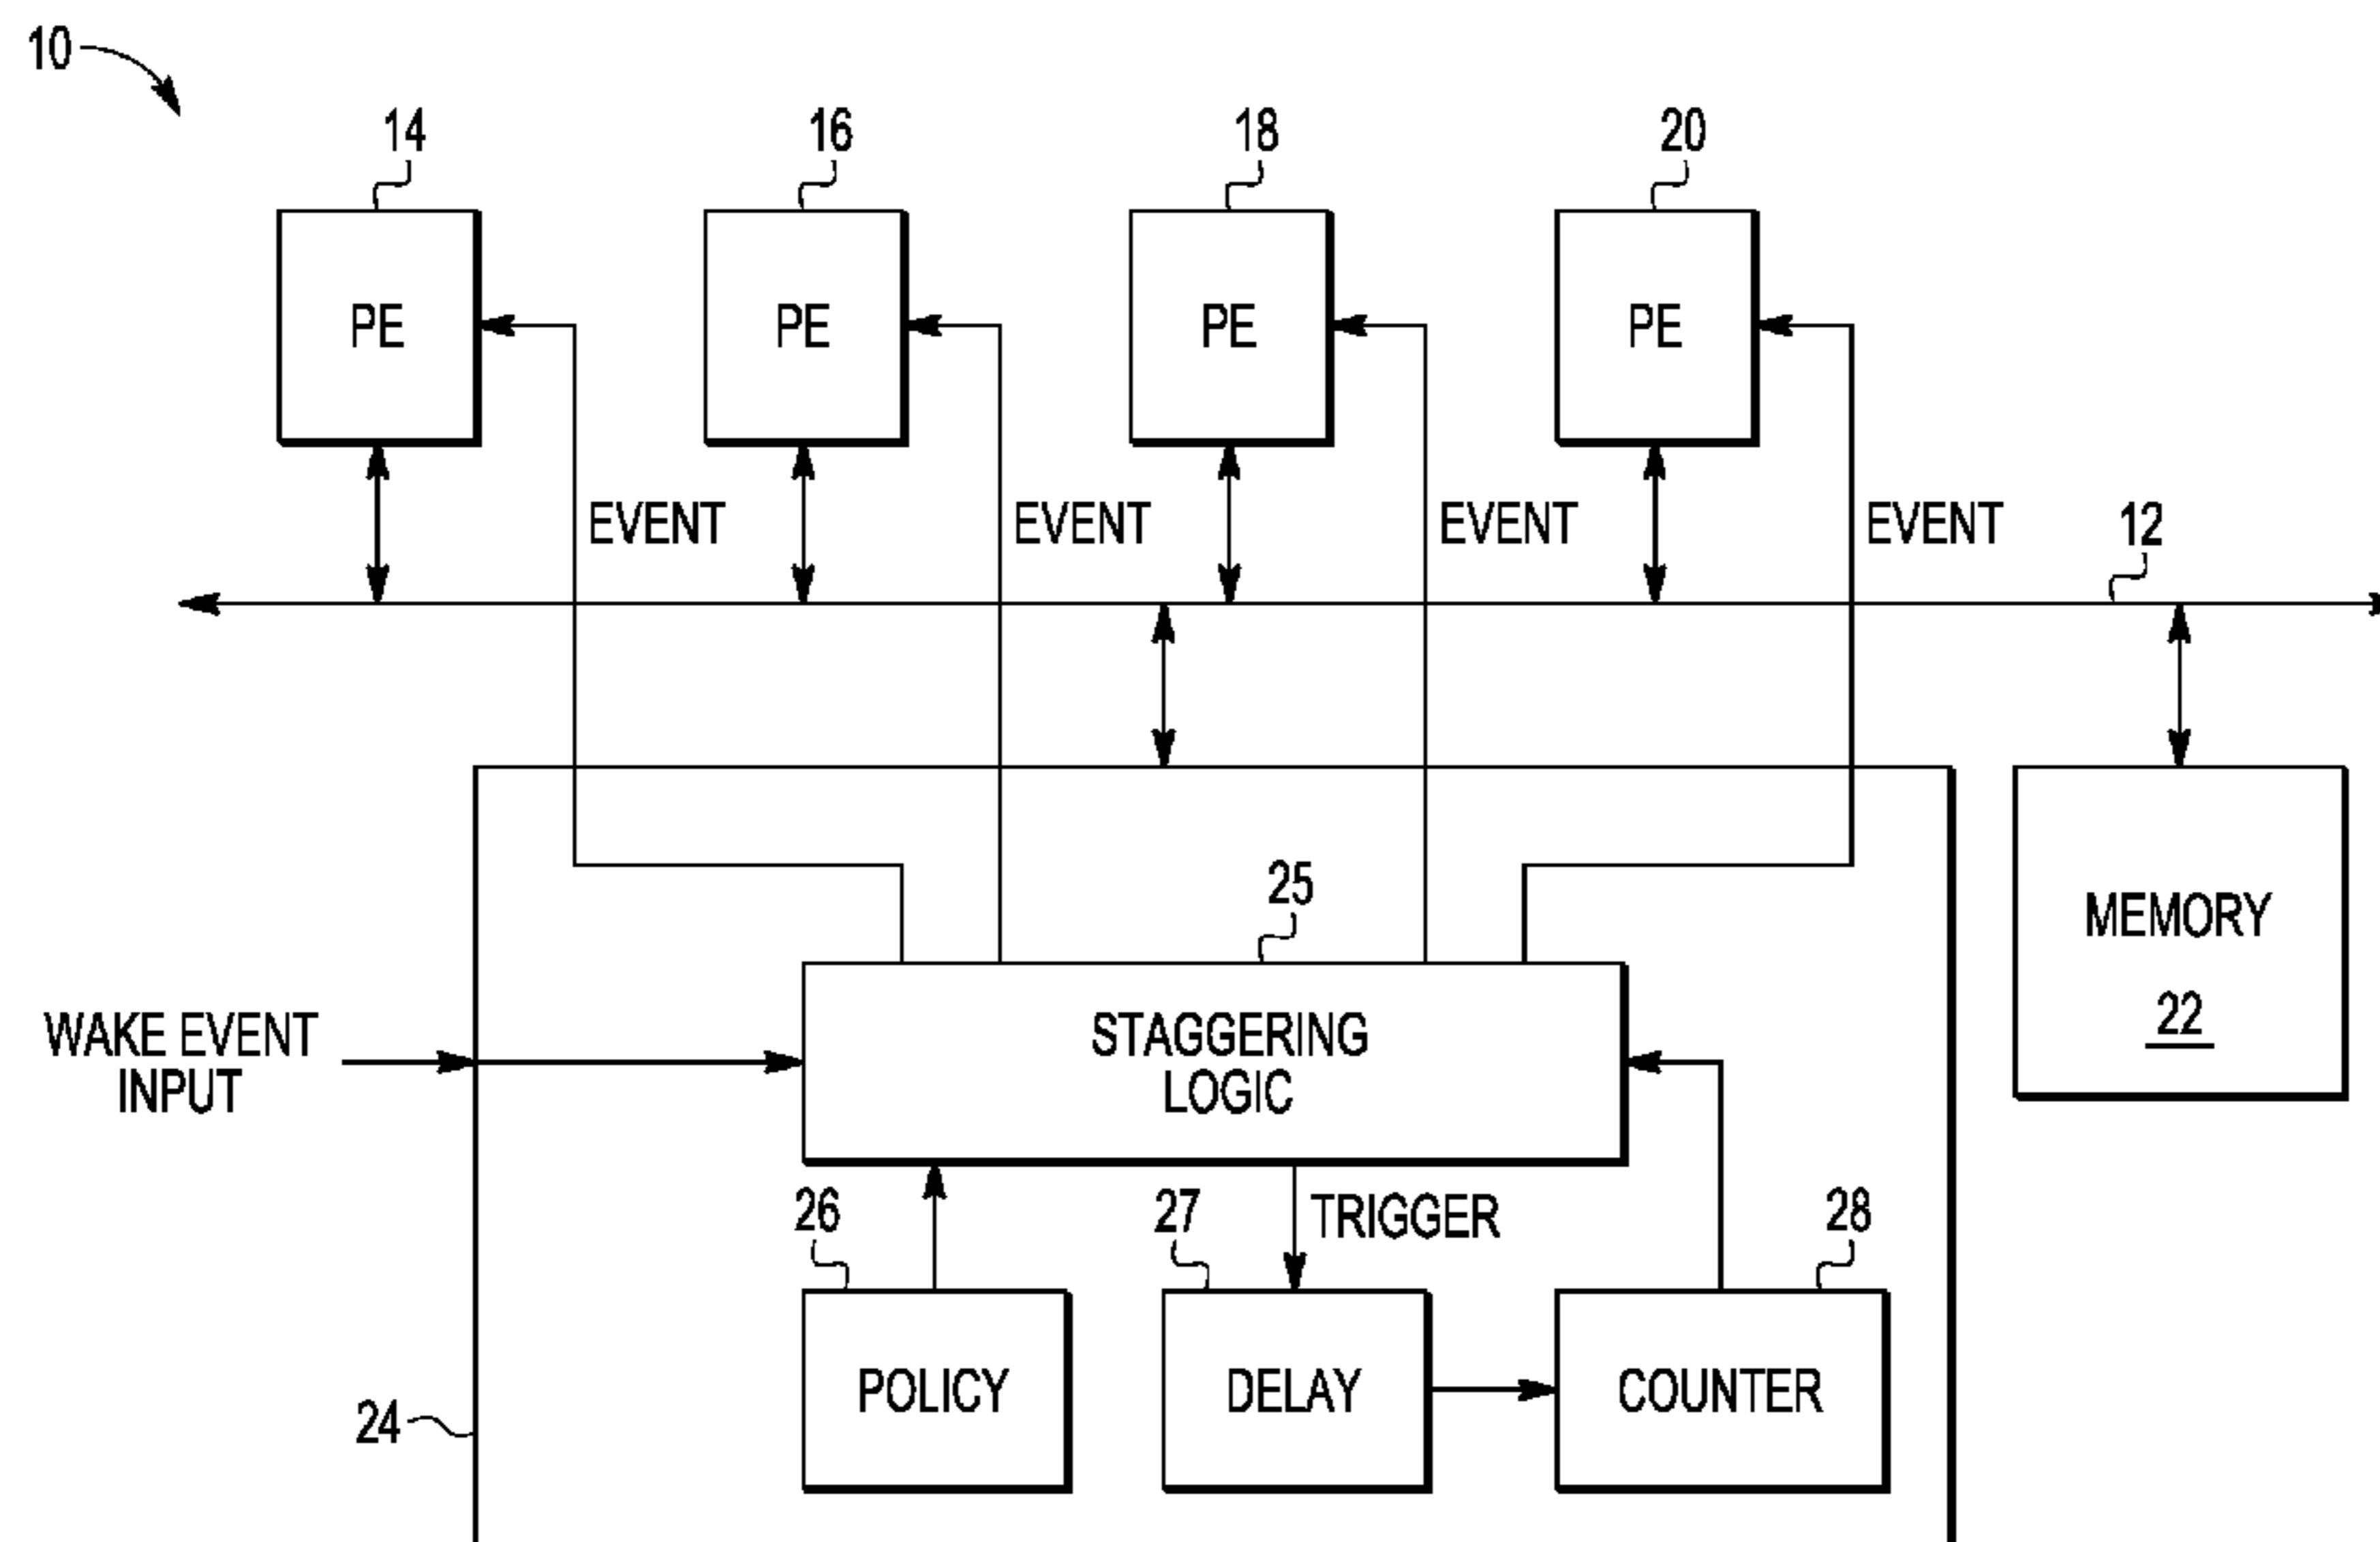 10
14
16
18
20
PE
PE
PE
PE
EVENT
EVENT
EVENT
EVENT
12
25
MEMORY
22
WAKE EVENT
INPUT
STAGGERING
LOGIC
26
27
TRIGGER
28
POLICY
DELAY
COUNTER
24